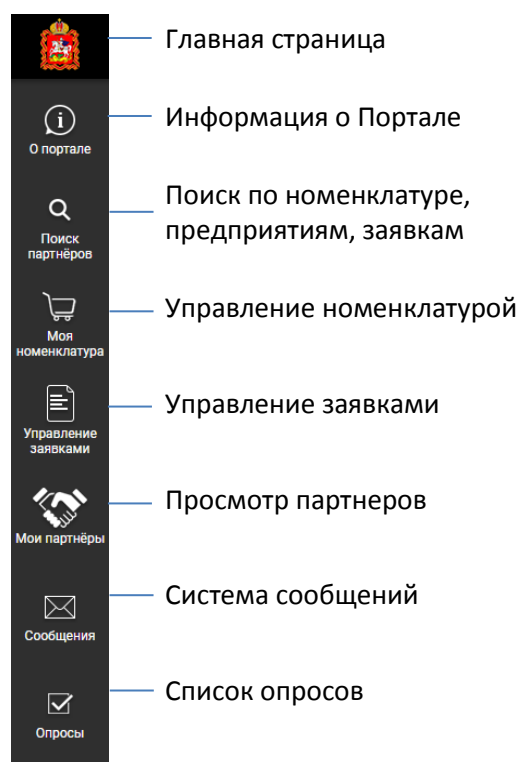 Главная страница
О портале
Информация о Портале
Поиск
партнёров
Поиск по номенклатуре,
предприятиям, заявкам
Моя
номенклатура
Управление номенклатурой
Управление
заявками
Управление заявками
Мои партнёры
Просмотр партнеров
Сообщения
Система сообщений
Опросы
Список опросов